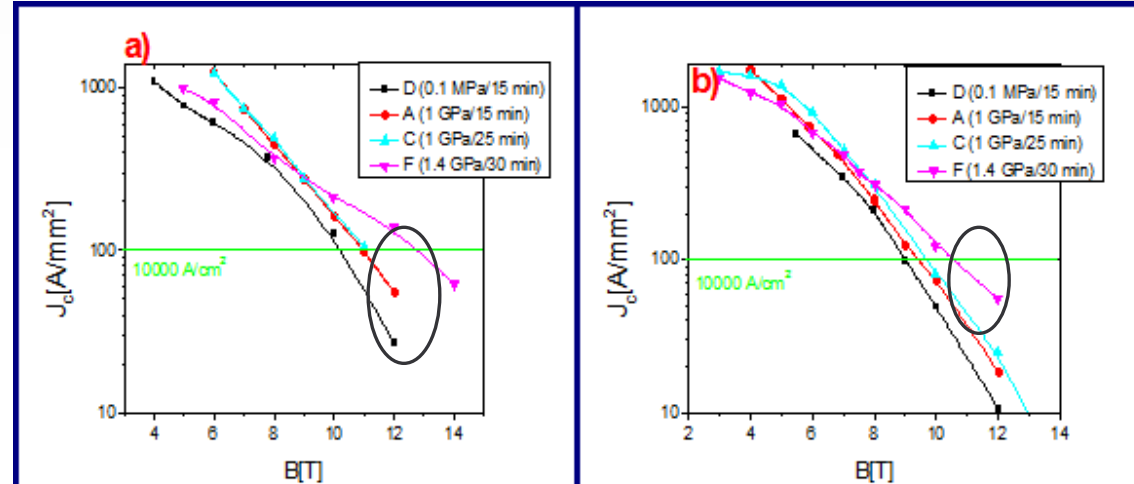 a)
D (0.1 MPa/15 min)
A (1 GPa/15 min)
C (1 GPa/25 min)
F (1.4 GPa/30 min)
1000
100
10
10000 A/cm²
Jc[A/mm²]
4 6 8 10 12 14
B[T]
b)
D (0.1 MPa/15 min)
A (1 GPa/15 min)
C (1 GPa/25 min)
F (1.4 GPa/30 min)
1000
100
10
10000 A/cm²
Jc[A/mm²]
2 4 6 8 10 12 14
B[T]